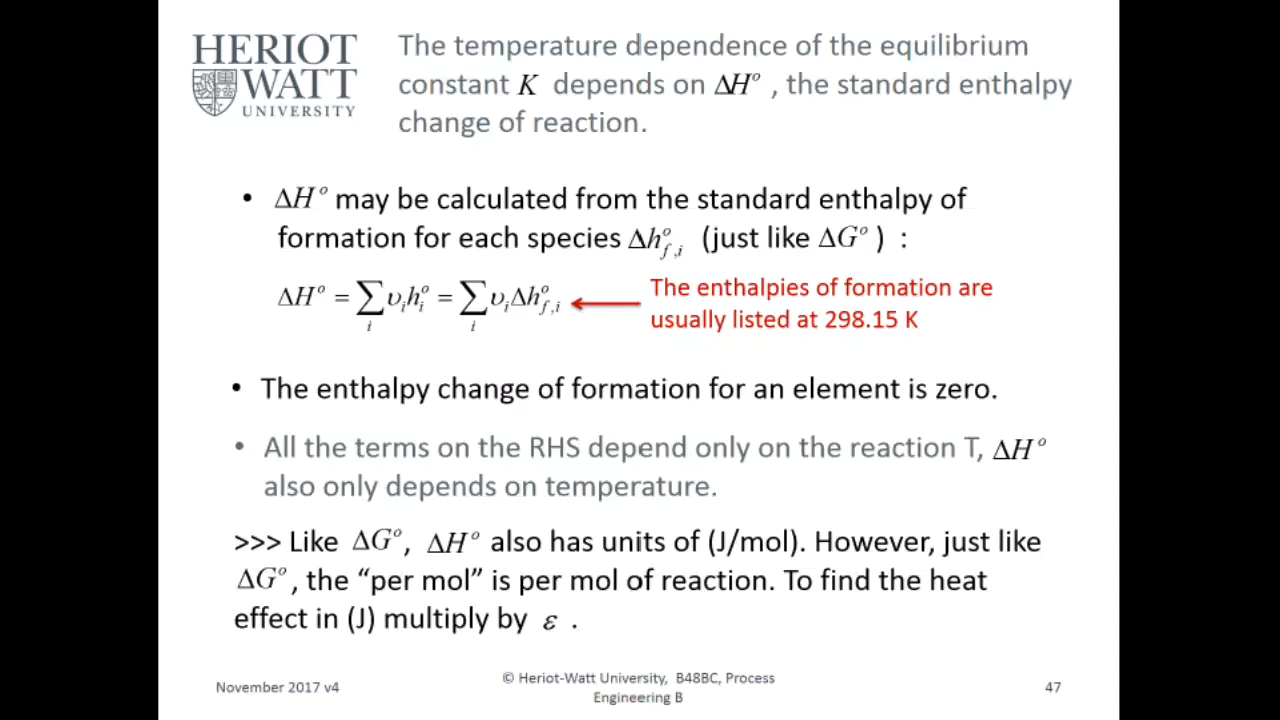 HERIOT
WATT
UNIVERSITY
The temperature dependence of the equilibrium
constant K depends on ΔH°, the standard enthalpy
change of reaction.
• ΔH° may be calculated from the standard enthalpy of
formation for each species Δh°f,i (just like ΔG° ) :
ΔH° = ∑i υi h°i = ∑i υi Δh°f,i
The enthalpies of formation are
usually listed at 298.15 K
• The enthalpy change of formation for an element is zero.
• All the terms on the RHS depend only on the reaction T, ΔH°
also only depends on temperature.
>>> Like ΔG°, ΔH° also has units of (J/mol). However, just like
ΔG°, the “per mol” is per mol of reaction. To find the heat
effect in (J) multiply by ε .
November 2017 v4
© Heriot-Watt University, B48BC, Process
Engineering B
47